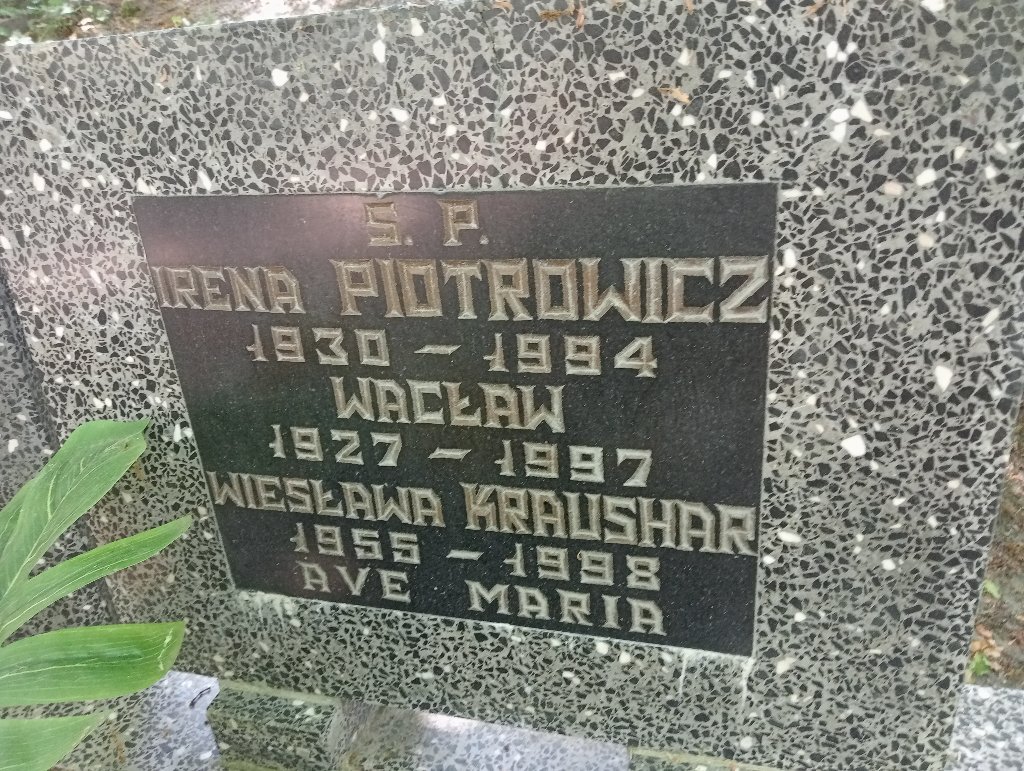 Ś. P.
IRENA PIOTROWICZ
1930 – 1994
WACŁAW
1927 – 1997
WIESŁAWA KRAUSHAR
1955 – 1998
AVE MARIA